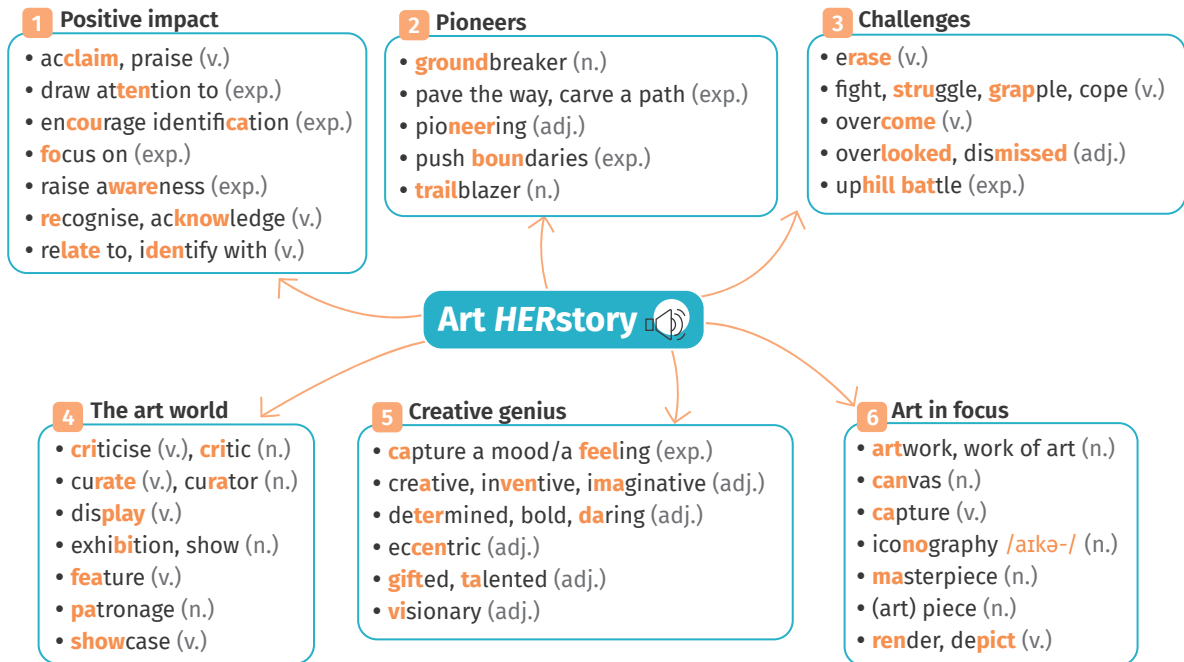 1 Positive impact
• acclaim, praise (v.)
• draw attention to (exp.)
• encourage identification (exp.)
• focus on (exp.)
• raise awareness (exp.)
• recognise, acknowledge (v.)
• relate to, identify with (v.)
2 Pioneers
• groundbreaker (n.)
• pave the way, carve a path (exp.)
• pioneering (adj.)
• push boundaries (exp.)
• trailblazer (n.)
3 Challenges
• erase (v.)
• fight, struggle, grapple, cope (v.)
• overcome (v.)
• overlooked, dismissed (adj.)
• uphill battle (exp.)
Art HERstory
4 The art world
• criticise (v.), critic (n.)
• curate (v.), curator (n.)
• display (v.)
• exhibition, show (n.)
• feature (v.)
• patronage (n.)
• showcase (v.)
5 Creative genius
• capture a mood/a feeling (exp.)
• creative, inventive, imaginative (adj.)
• determined, bold, daring (adj.)
• eccentric (adj.)
• gifted, talented (adj.)
• visionary (adj.)
6 Art in focus
• artwork, work of art (n.)
• canvas (n.)
• capture (v.)
• iconography /aɪkə-/ (n.)
• masterpiece (n.)
• (art) piece (n.)
• render, depict (v.)